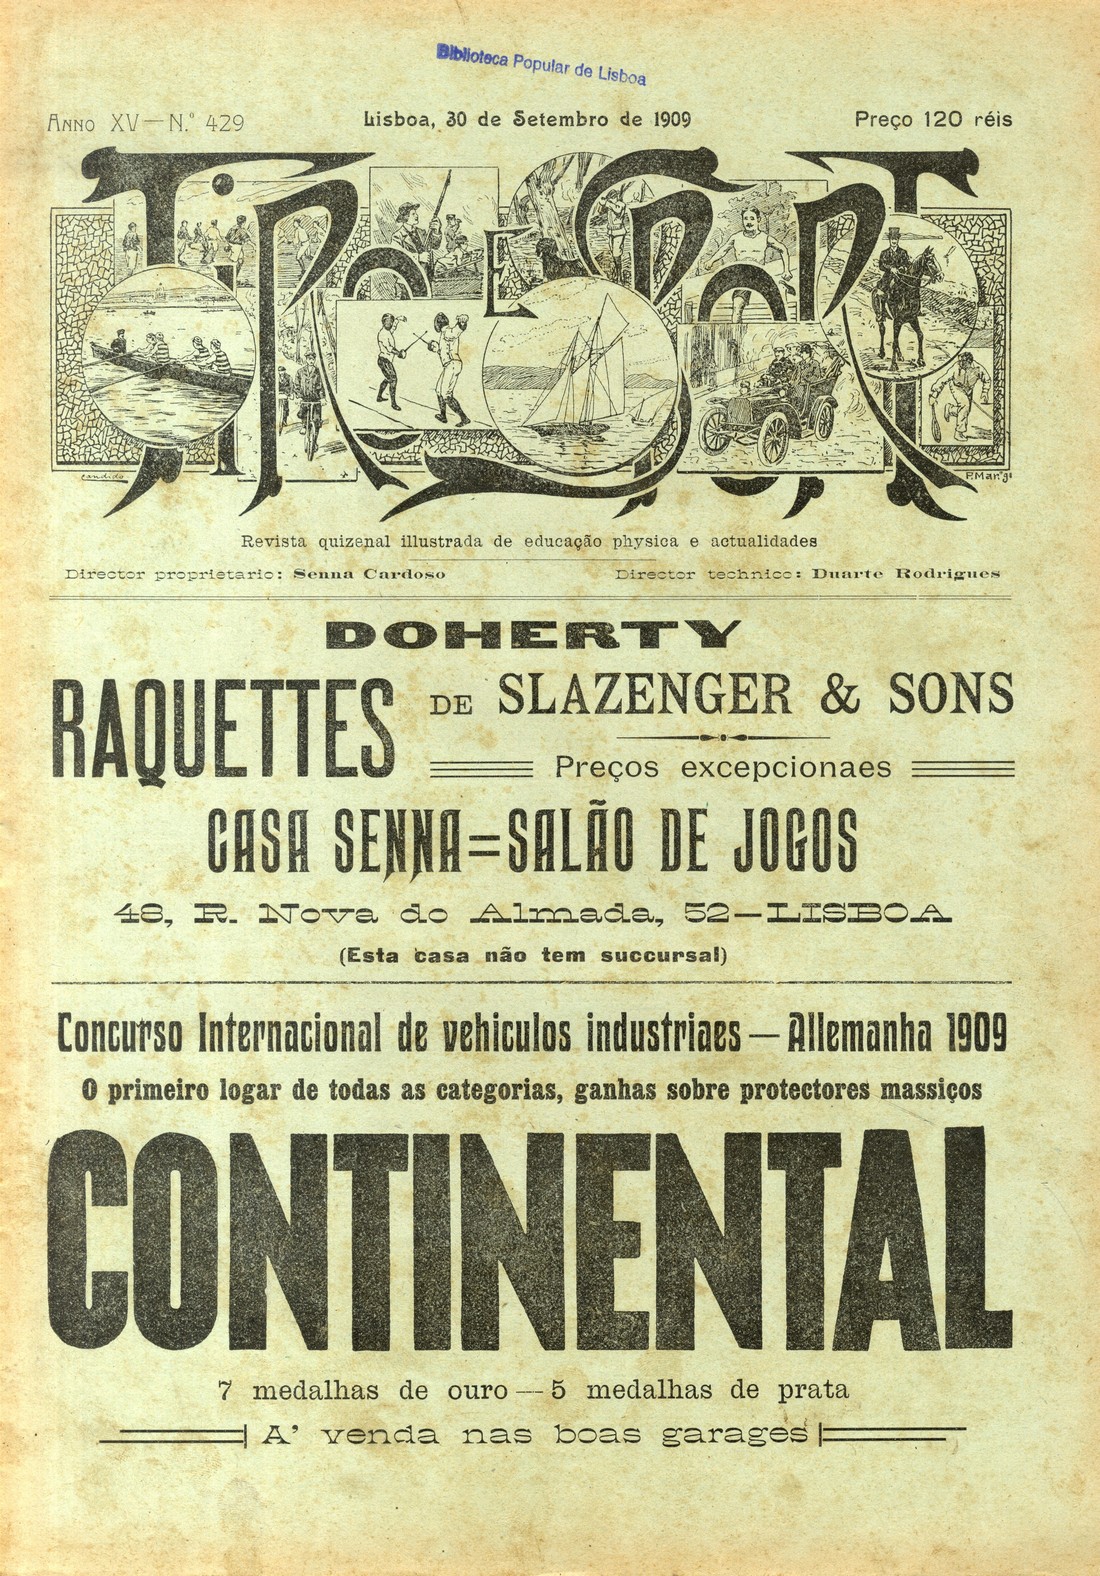 Biblioteca Popular de Lisboa
Anno XV — N.º 429
Lisboa, 30 de Setembro de 1909
Preço 120 réis
TIRO E SPORT
candido
P. Mar.ᵍˢ
Revista quizenal illustrada de educação physica e actualidades
Director proprietario: Senna Cardoso
Director technico: Duarte Rodrigues
DOHERTY
RAQUETTES DE SLAZENGER & SONS
Preços excepcionaes
CASA SENNA=SALÃO DE JOGOS
48, R. Nova do Almada, 52—LISBOA
(Esta casa não tem succursal)
Concurso Internacional de vehiculos industriaes — Allemanha 1909
O primeiro logar de todas as categorias, ganhas sobre protectores massiços
CONTINENTAL
7 medalhas de ouro — 5 medalhas de prata
A' venda nas boas garages